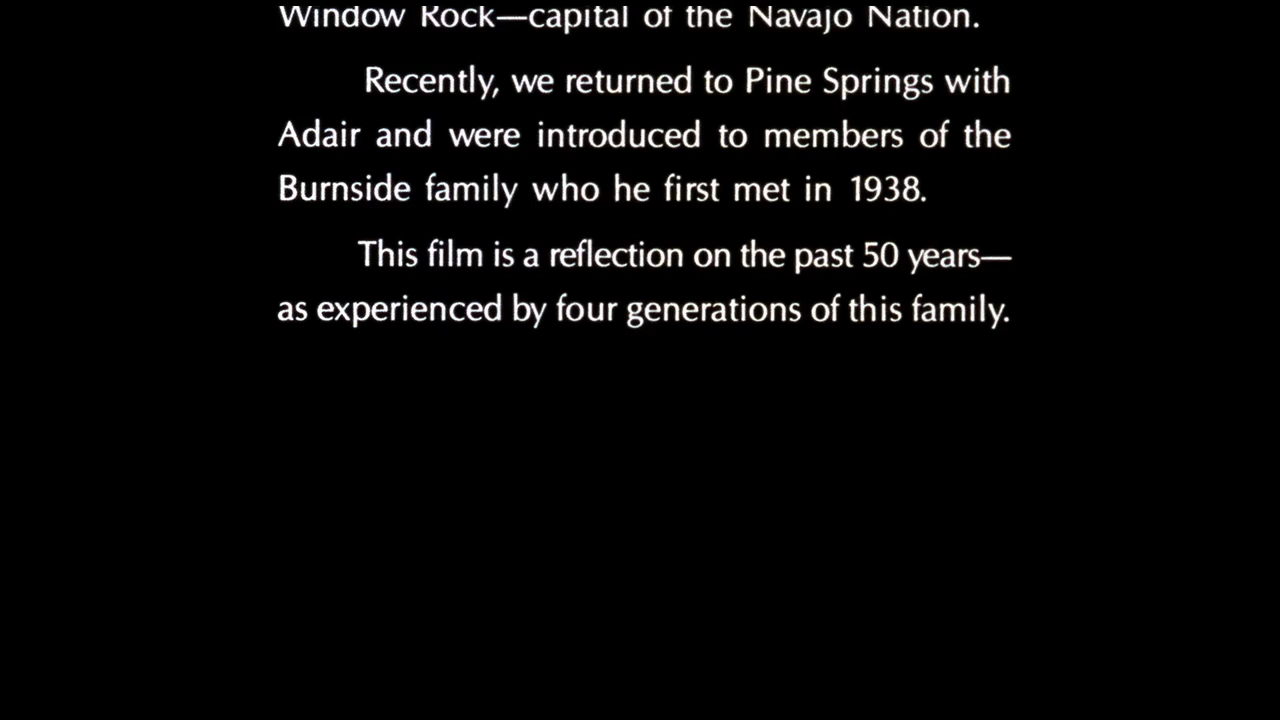 Window Rock—capital of the Navajo Nation.
Recently, we returned to Pine Springs with
Adair and were introduced to members of the
Burnside family who he first met in 1938.
This film is a reflection on the past 50 years—
as experienced by four generations of this family.